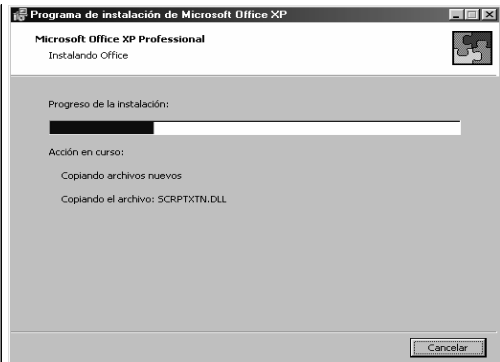 Programa de instalación de Microsoft Office XP
Microsoft Office XP Professional
Instalando Office
Progreso de la instalación:
Acción en curso:
Copiando archivos nuevos
Copiando el archivo: SCRPTXTN.DLL
Cancelar